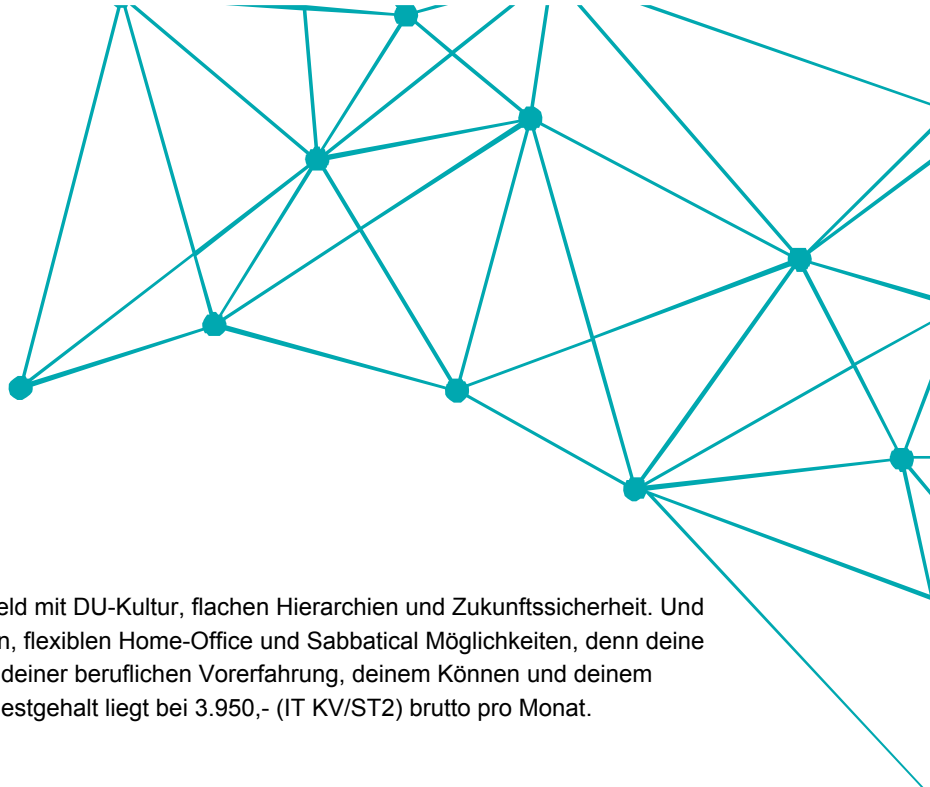 eld mit DU-Kultur, flachen Hierarchien und Zukunftssicherheit. Und
n, flexiblen Home-Office und Sabbatical Möglichkeiten, denn deine
deiner beruflichen Vorerfahrung, deinem Können und deinem
estgehalt liegt bei 3.950,- (IT KV/ST2) brutto pro Monat.